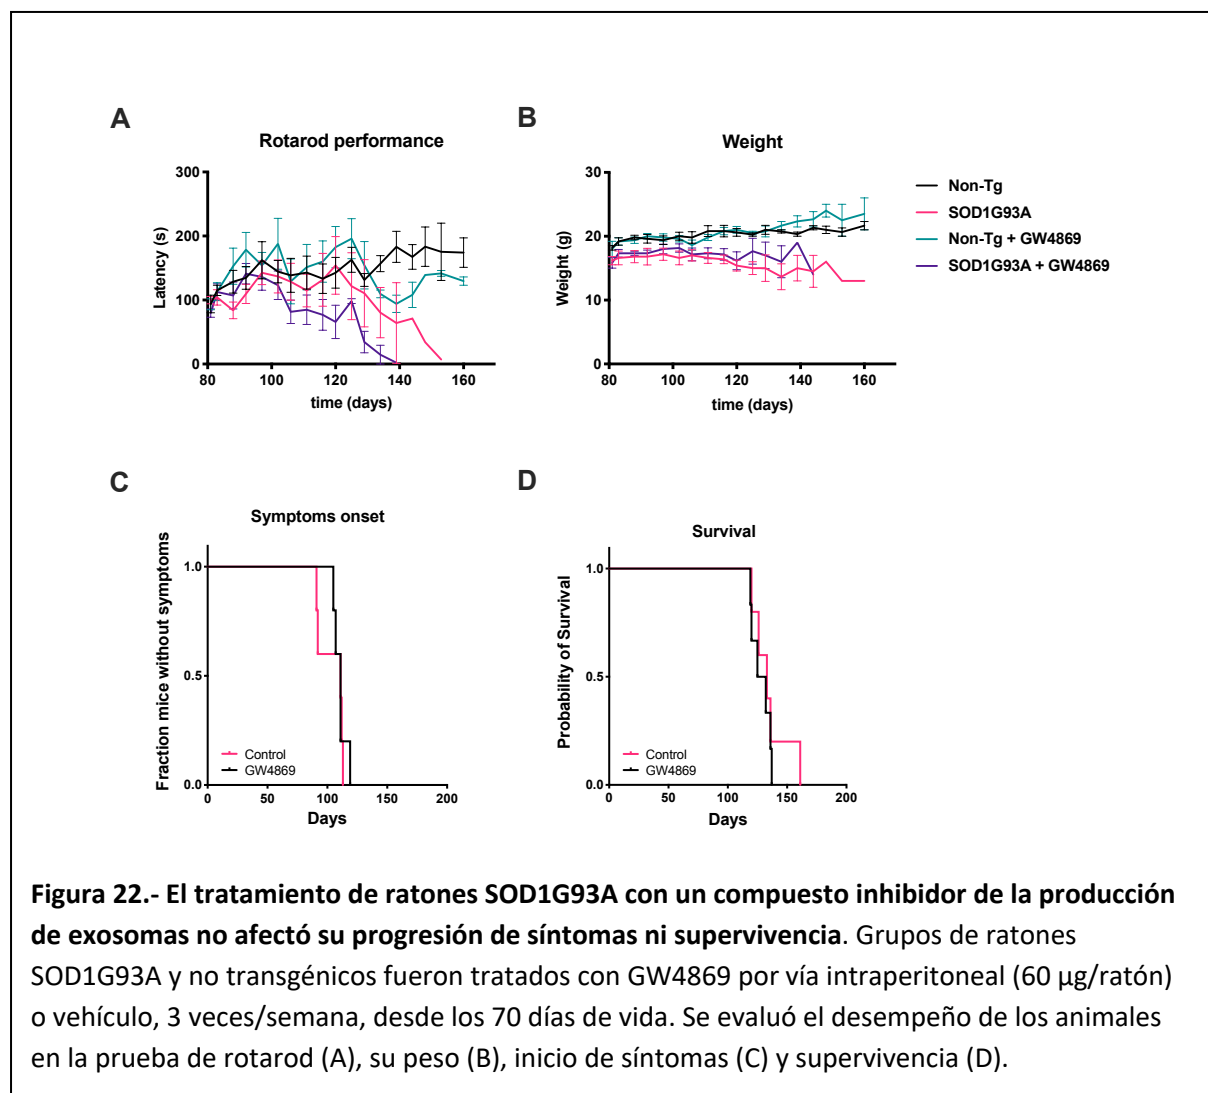 A
Rotarod performance
300
200
100
0
Latency (s)
80 100 120 140 160
time (days)
B
Weight
30
20
10
0
Weight (g)
80 100 120 140 160
time (days)
Non-Tg
SOD1G93A
Non-Tg + GW4869
SOD1G93A + GW4869
C
Symptoms onset
1.0
0.5
0.0
Fraction mice without symptoms
Control
GW4869
0 50 100 150 200
Days
D
Survival
1.0
0.5
0.0
Probability of Survival
Control
GW4869
0 50 100 150 200
Days
Figura 22.- El tratamiento de ratones SOD1G93A con un compuesto inhibidor de la producción
de exosomas no afectó su progresión de síntomas ni supervivencia. Grupos de ratones
SOD1G93A y no transgénicos fueron tratados con GW4869 por vía intraperitoneal (60 µg/ratón)
o vehículo, 3 veces/semana, desde los 70 días de vida. Se evaluó el desempeño de los animales
en la prueba de rotarod (A), su peso (B), inicio de síntomas (C) y supervivencia (D).